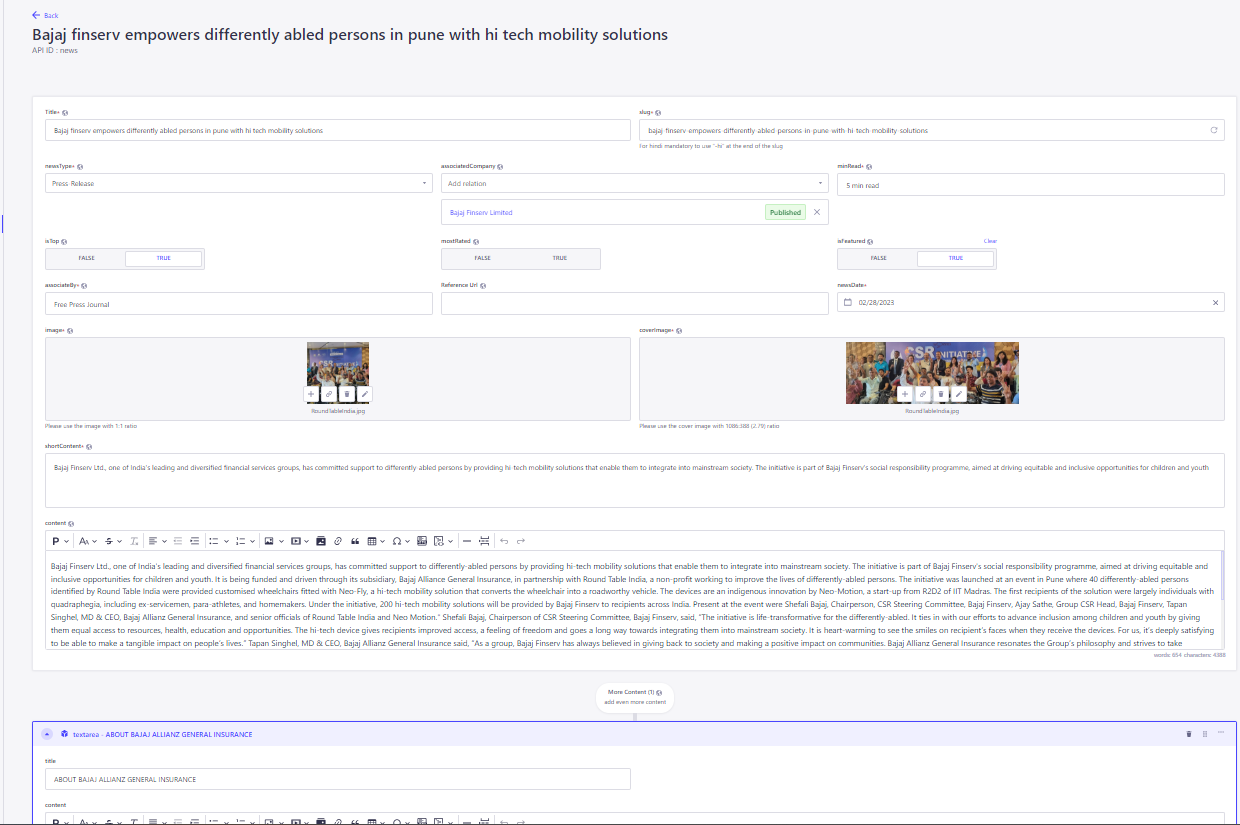 Back
Bajaj finserv empowers differently abled persons in pune with hi tech mobility solutions
API ID : news
Title*
slug*
Bajaj finserv empowers differently abled persons in pune with hi tech mobility solutions
bajaj-finserv-empowers-differently-abled-persons-in-pune-with-hi-tech-mobility-solutions
For hindi mandatory to use "-hi" at the end of the slug
newsType*
associatedCompany
minRead*
Press-Release
Add relation
5 min read
Bajaj Finserv Limited
Published
isTop
mostRated
isFeatured
Clear
FALSE TRUE
FALSE TRUE
FALSE TRUE
associateBy*
Reference Url
newsDate*
Free Press Journal
02/28/2023
image*
coverImage*
CSR
CSR INITIATIVE
RoundTableIndia.jpg
RoundTableIndia.jpg
Please use the image with 1:1 ratio
Please use the cover image with 1086:388 (2.79) ratio
shortContent*
Bajaj Finserv Ltd., one of India's leading and diversified financial services groups, has committed support to differently-abled persons by providing hi-tech mobility solutions that enable them to integrate into mainstream society. The initiative is part of Bajaj Finserv's social responsibility programme, aimed at driving equitable and inclusive opportunities for children and youth
content
Bajaj Finserv Ltd., one of India's leading and diversified financial services groups, has committed support to differently-abled persons by providing hi-tech mobility solutions that enable them to integrate into mainstream society. The initiative is part of Bajaj Finserv's social responsibility programme, aimed at driving equitable and
inclusive opportunities for children and youth. It is being funded and driven through its subsidiary, Bajaj Alliance General Insurance, in partnership with Round Table India, a non-profit working to improve the lives of differently-abled persons. The initiative was launched at an event in Pune where 40 differently-abled persons
identified by Round Table India were provided customised wheelchairs fitted with Neo-Fly, a hi-tech mobility solution that converts the wheelchair into a roadworthy vehicle. The devices are an indigenous innovation by Neo-Motion, a start-up from R2D2 of IIT Madras. The first recipients of the solution were largely individuals with
quadraphegia, including ex-servicemen, para-athletes, and homemakers. Under the initiative, 200 hi-tech mobility solutions will be provided by Bajaj Finserv to recipients across India. Present at the event were Shefali Bajaj, Chairperson, CSR Steering Committee, Bajaj Finserv, Ajay Sathe, Group CSR Head, Bajaj Finserv, Tapan
Singhel, MD & CEO, Bajaj Allianz General Insurance, and senior officials of Round Table India and Neo Motion." Shefali Bajaj, Chairperson of CSR Steering Committee, Bajaj Finserv, said, "The initiative is life-transformative for the differently-abled. It ties in with our efforts to advance inclusion among children and youth by giving
them equal access to resources, health, education and opportunities. The hi-tech device gives recipients improved access, a feeling of freedom and goes a long way towards integrating them into mainstream society. It is heart-warming to see the smiles on recipient's faces when they receive the devices. For us, it's deeply satisfying
to be able to make a tangible impact on people's lives." Tapan Singhel, MD & CEO, Bajaj Allianz General Insurance said, "As a group, Bajaj Finserv has always believed in giving back to society and making a positive impact on communities. Bajaj Allianz General Insurance resonates the Group's philosophy and strives to take
words: 654 characters: 4388
More Content (1)
add even more content
textarea - ABOUT BAJAJ ALLIANZ GENERAL INSURANCE
title
ABOUT BAJAJ ALLIANZ GENERAL INSURANCE
content